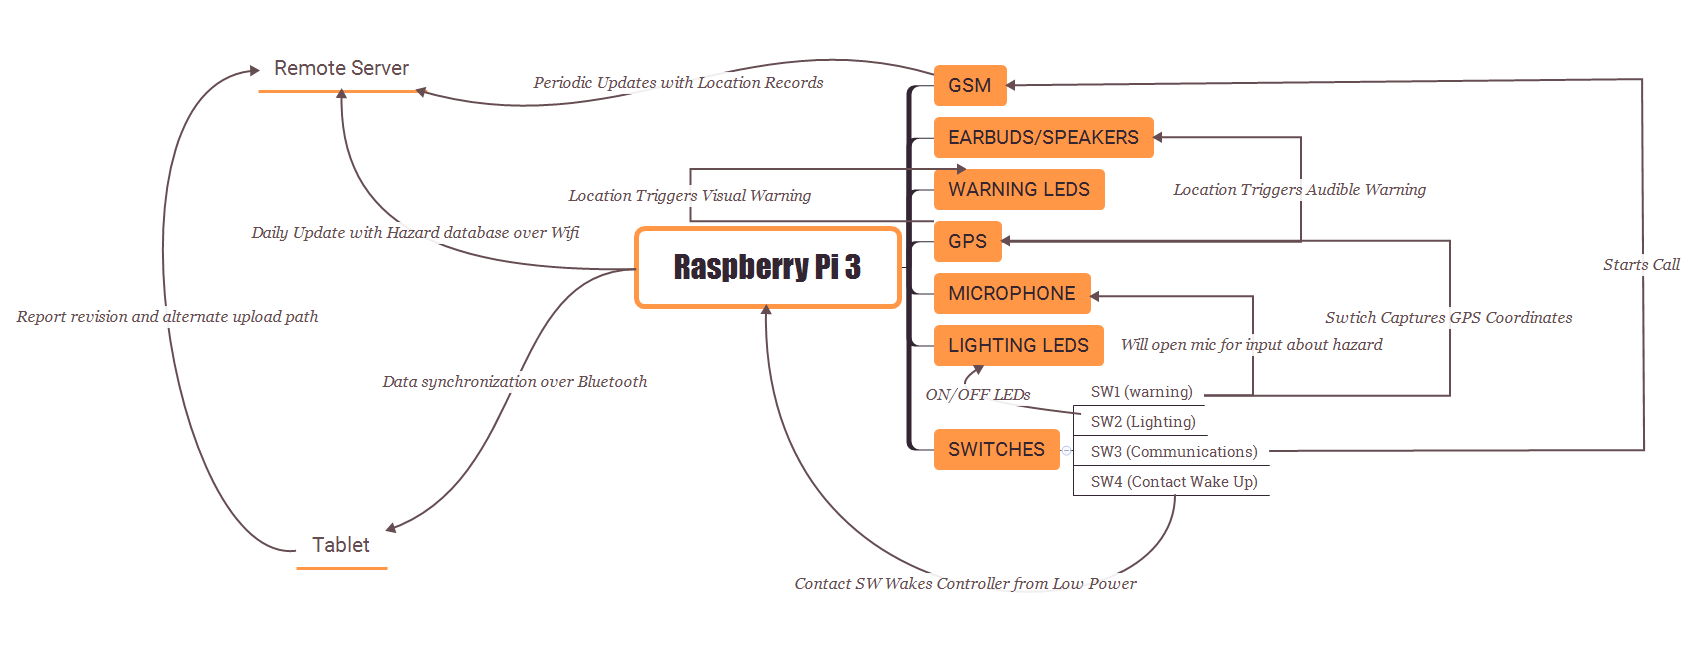 Remote Server
Periodic Updates with Location Records
GSM
EARBUDS/SPEAKERS
Location Triggers Visual Warning
WARNING LEDS
Location Triggers Audible Warning
Daily Update with Hazard database over Wifi
GPS
Raspberry Pi 3
Starts Call
MICROPHONE
Report revision and alternate upload path
Swtich Captures GPS Coordinates
LIGHTING LEDS
Will open mic for input about hazard
Data synchronization over Bluetooth
ON/OFF LEDs
SW1 (warning)
SW2 (Lighting)
SWITCHES
SW3 (Communications)
SW4 (Contact Wake Up)
Tablet
Contact SW Wakes Controller from Low Power